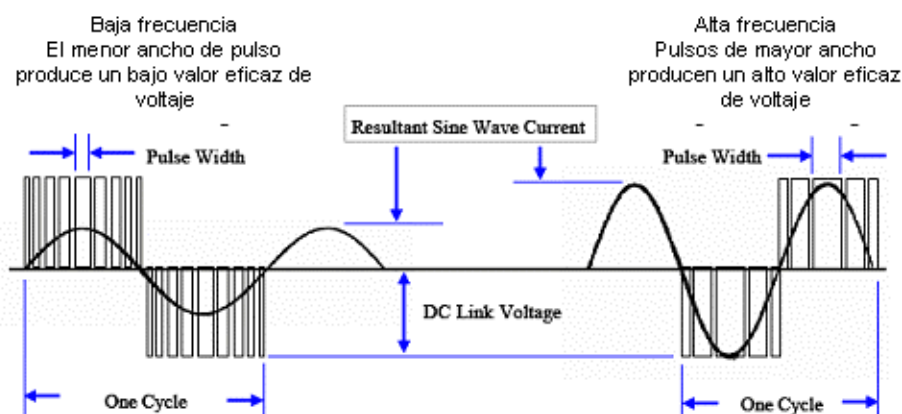 Baja frecuencia
El menor ancho de pulso
produce un bajo valor eficaz de
voltaje
Alta frecuencia
Pulsos de mayor ancho
producen un alto valor eficaz
de voltaje
Resultant Sine Wave Current
Pulse Width
Pulse Width
DC Link Voltage
One Cycle
One Cycle